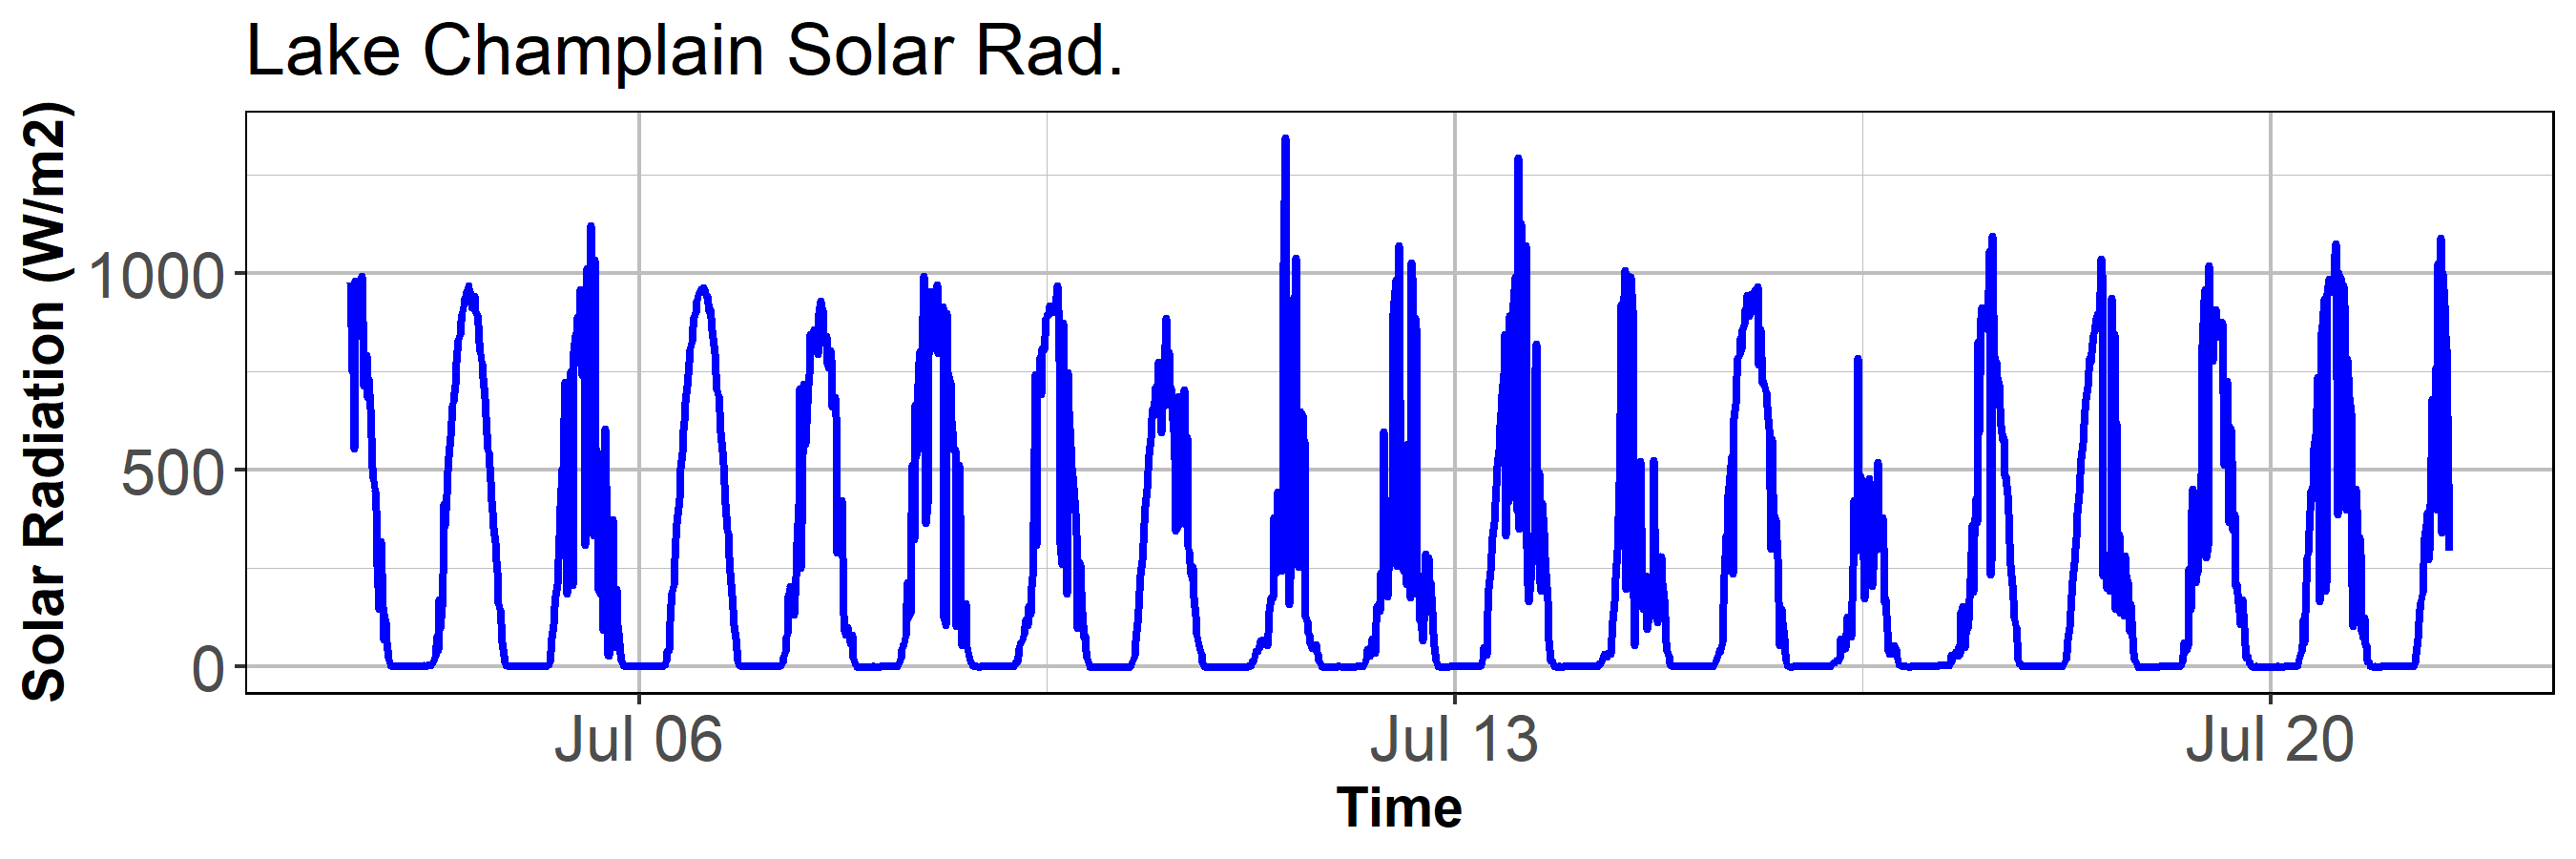 Lake Champlain Solar Rad.
Solar Radiation (W/m2)
1000
500
0
Jul 06
Jul 13
Jul 20
Time